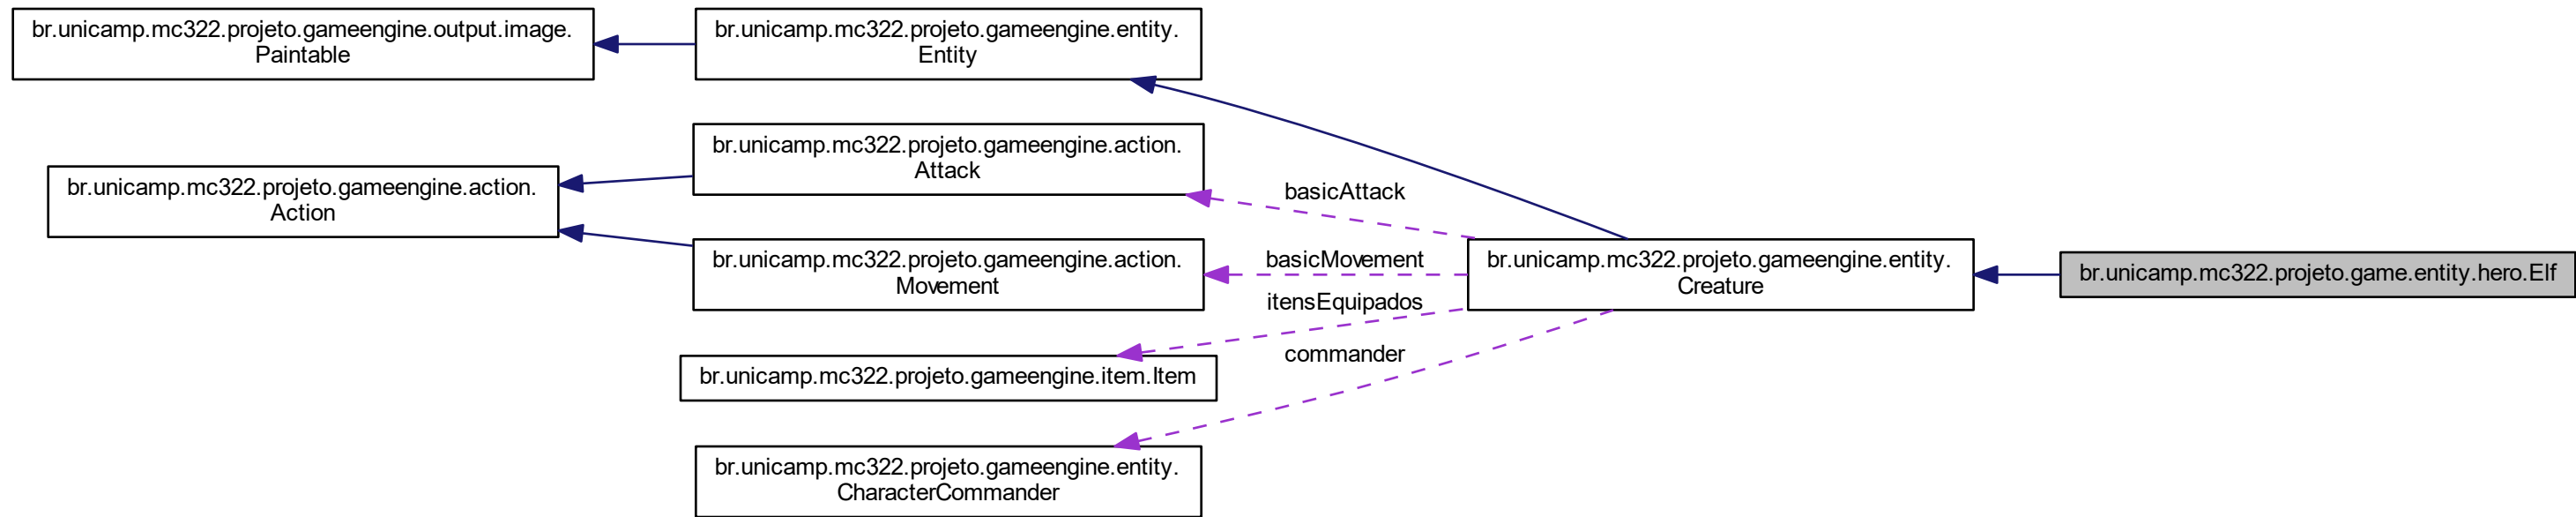 br.unicamp.mc322.projeto.gameengine.output.image.
Paintable
br.unicamp.mc322.projeto.gameengine.entity.
Entity
br.unicamp.mc322.projeto.gameengine.action.
Action
br.unicamp.mc322.projeto.gameengine.action.
Attack
basicAttack
br.unicamp.mc322.projeto.gameengine.action.
Movement
basicMovement
br.unicamp.mc322.projeto.gameengine.entity.
Creature
br.unicamp.mc322.projeto.game.entity.hero.Elf
itensEquipados
br.unicamp.mc322.projeto.gameengine.item.Item
commander
br.unicamp.mc322.projeto.gameengine.entity.
CharacterCommander